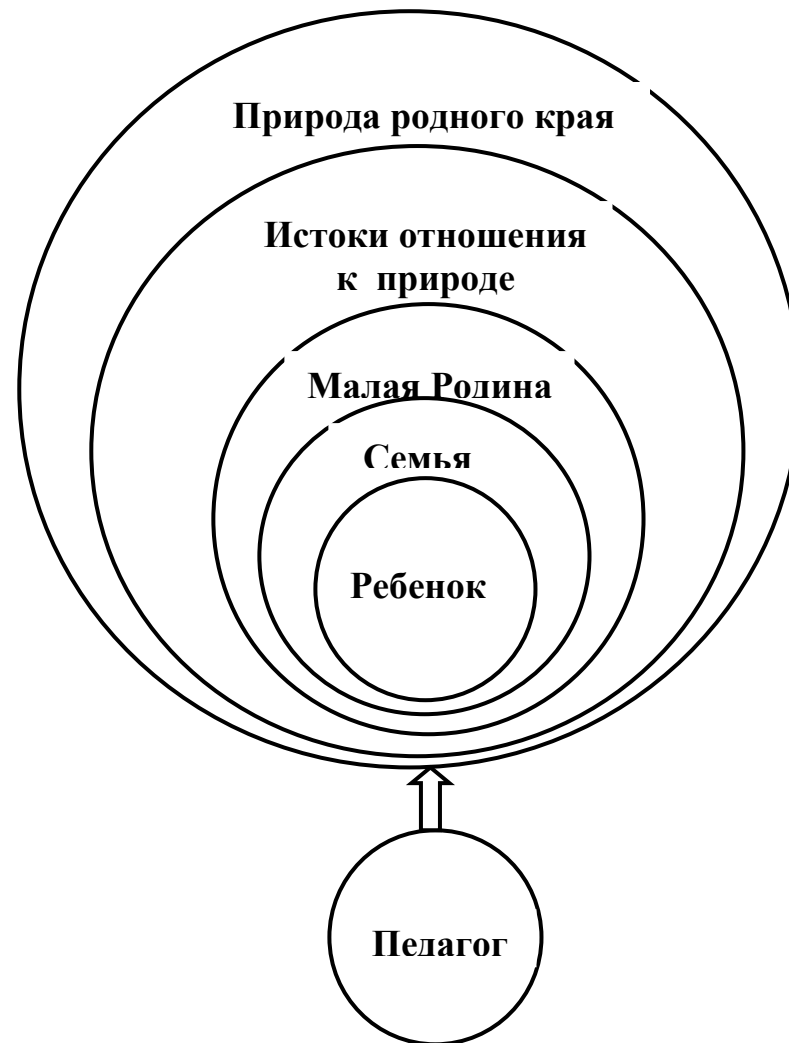 Природа родного края
Истоки отношения
к природе
Малая Родина
Семья
Ребенок
Педагог